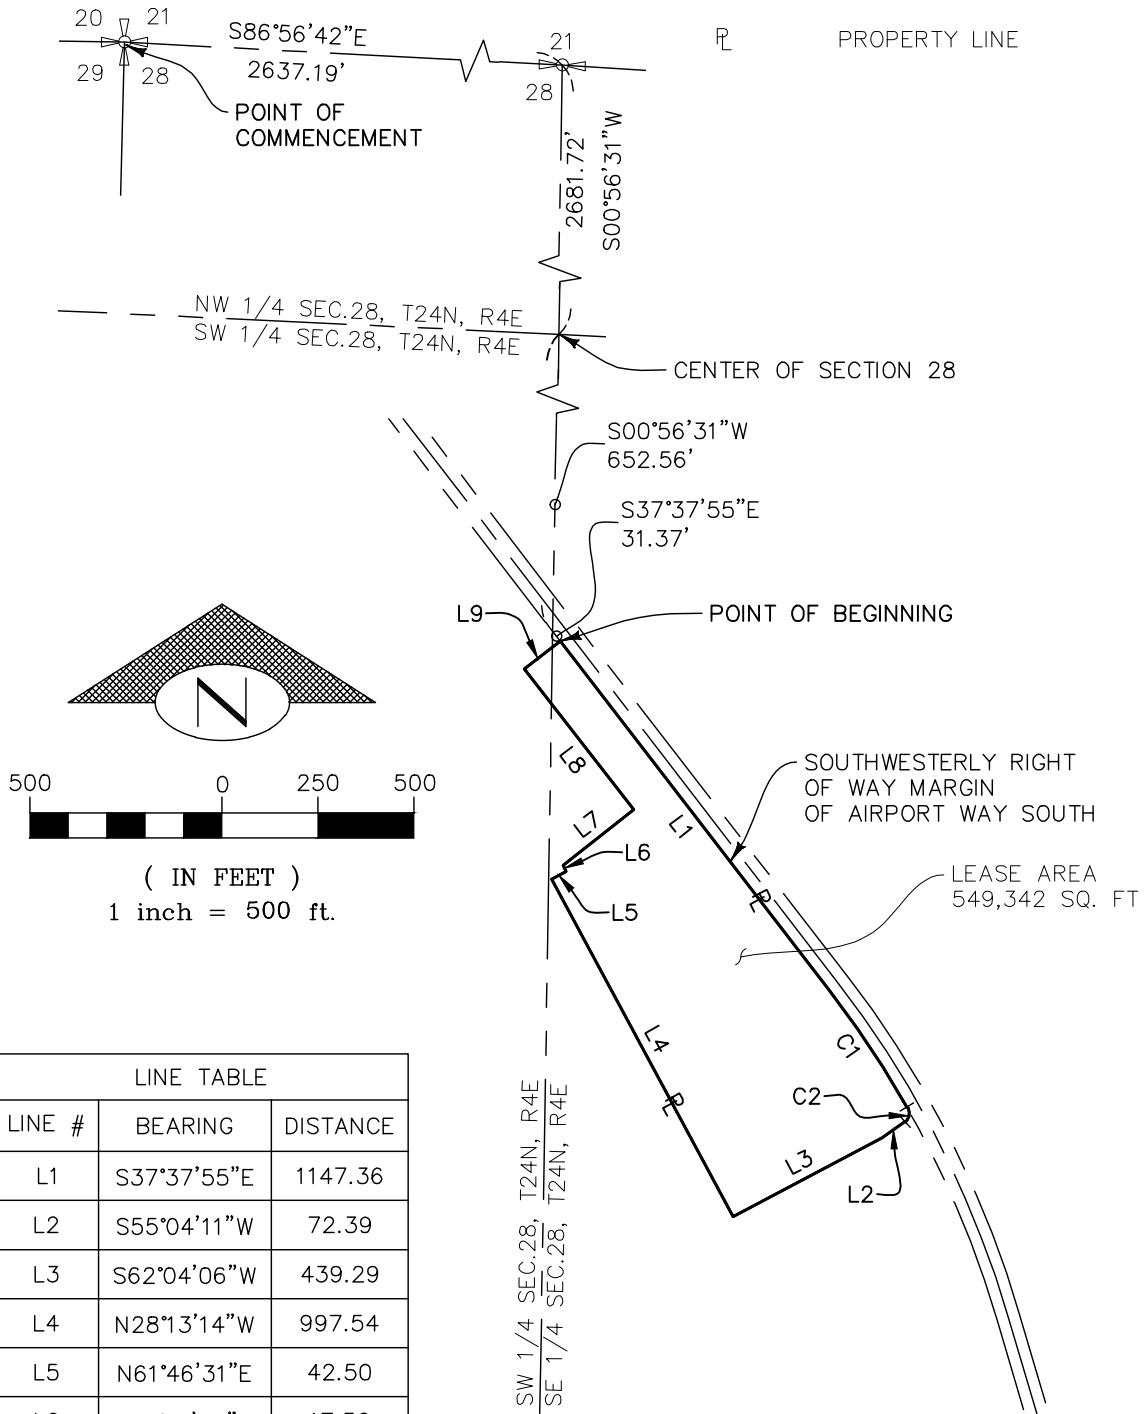 20 21
29 28
S86°56'42"E
2637.19'
POINT OF
COMMENCEMENT
21
28
PROPERTY LINE
2681.72'
S00°56'31"W
NW 1/4 SEC.28, T24N, R4E
SW 1/4 SEC.28, T24N, R4E
CENTER OF SECTION 28
S00°56'31"W
652.56'
S37°37'55"E
31.37'
L9
POINT OF BEGINNING
N
L8
SOUTHWESTERLY RIGHT
OF WAY MARGIN
OF AIRPORT WAY SOUTH
500 0 250 500
( IN FEET )
1 inch = 500 ft.
L7
L1
L6
L5
LEASE AREA
549,342 SQ. FT
L4
C1
C2
L3
L2
SW 1/4 SEC.28, T24N, R4E
SE 1/4 SEC.28, T24N, R4E
LINE TABLE
LINE # BEARING DISTANCE
L1 S37°37'55"E 1147.36
L2 S55°04'11"W 72.39
L3 S62°04'06"W 439.29
L4 N28°13'14"W 997.54
L5 N61°46'31"E 42.50